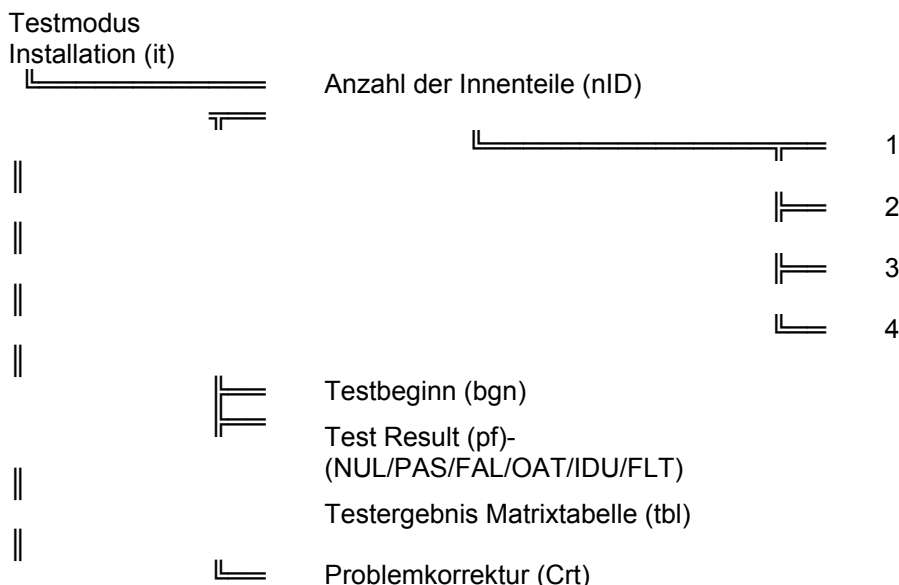 Testmodus
Installation (it)
Anzahl der Innenteile (nID)
1
2
3
4
Testbeginn (bgn)
Test Result (pf)-
(NUL/PAS/FAL/OAT/IDU/FLT)
Testergebnis Matrixtabelle (tbl)
Problemkorrektur (Crt)